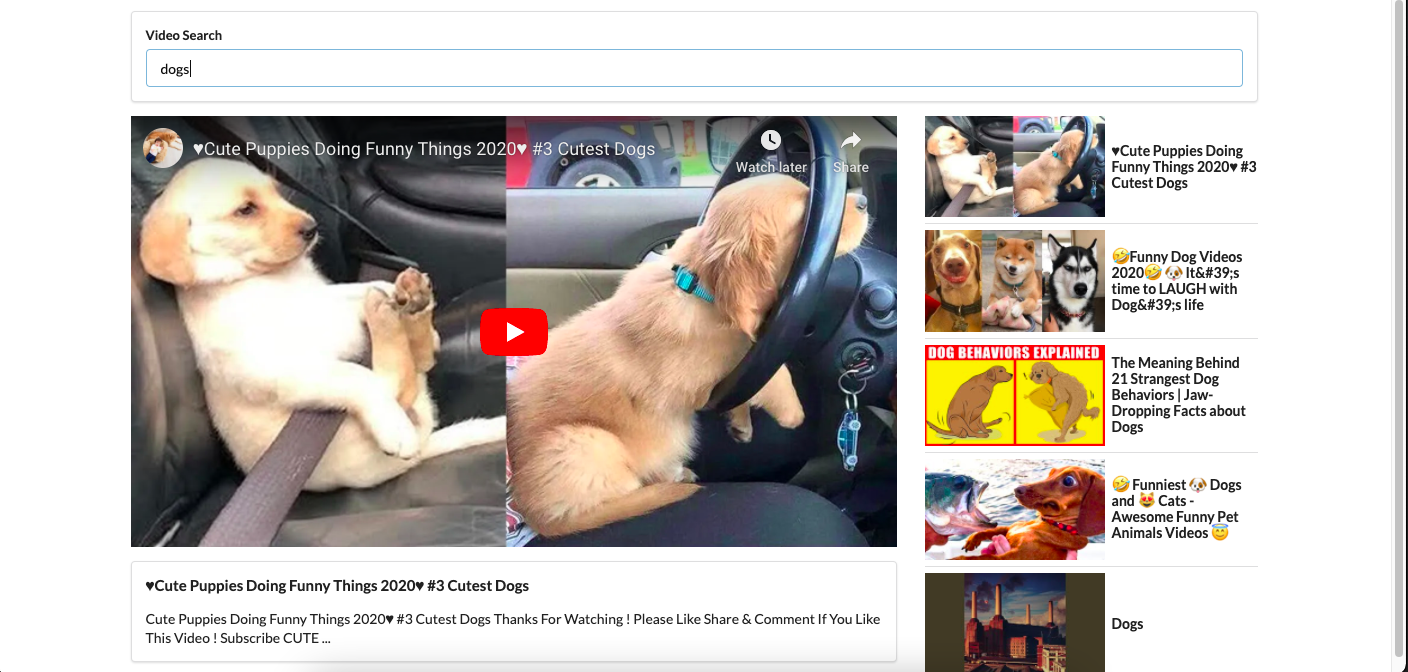 Video Search
dogs
♥Cute Puppies Doing Funny Things 2020♥ #3 Cutest Dogs
Watch later
Share
♥Cute Puppies Doing Funny Things 2020♥ #3 Cutest Dogs
Cute Puppies Doing Funny Things 2020♥ #3 Cutest Dogs Thanks For Watching ! Please Like Share & Comment If You Like
This Video ! Subscribe CUTE ...
♥Cute Puppies Doing
Funny Things 2020♥ #3
Cutest Dogs
🤣Funny Dog Videos
2020🤣 🐶 It&#39;s
time to LAUGH with
Dog&#39;s life
DOG BEHAVIORS EXPLAINED
The Meaning Behind
21 Strangest Dog
Behaviors | Jaw-
Dropping Facts about
Dogs
🤣 Funniest 🐶 Dogs
and 😻 Cats -
Awesome Funny Pet
Animals Videos 😇
Dogs